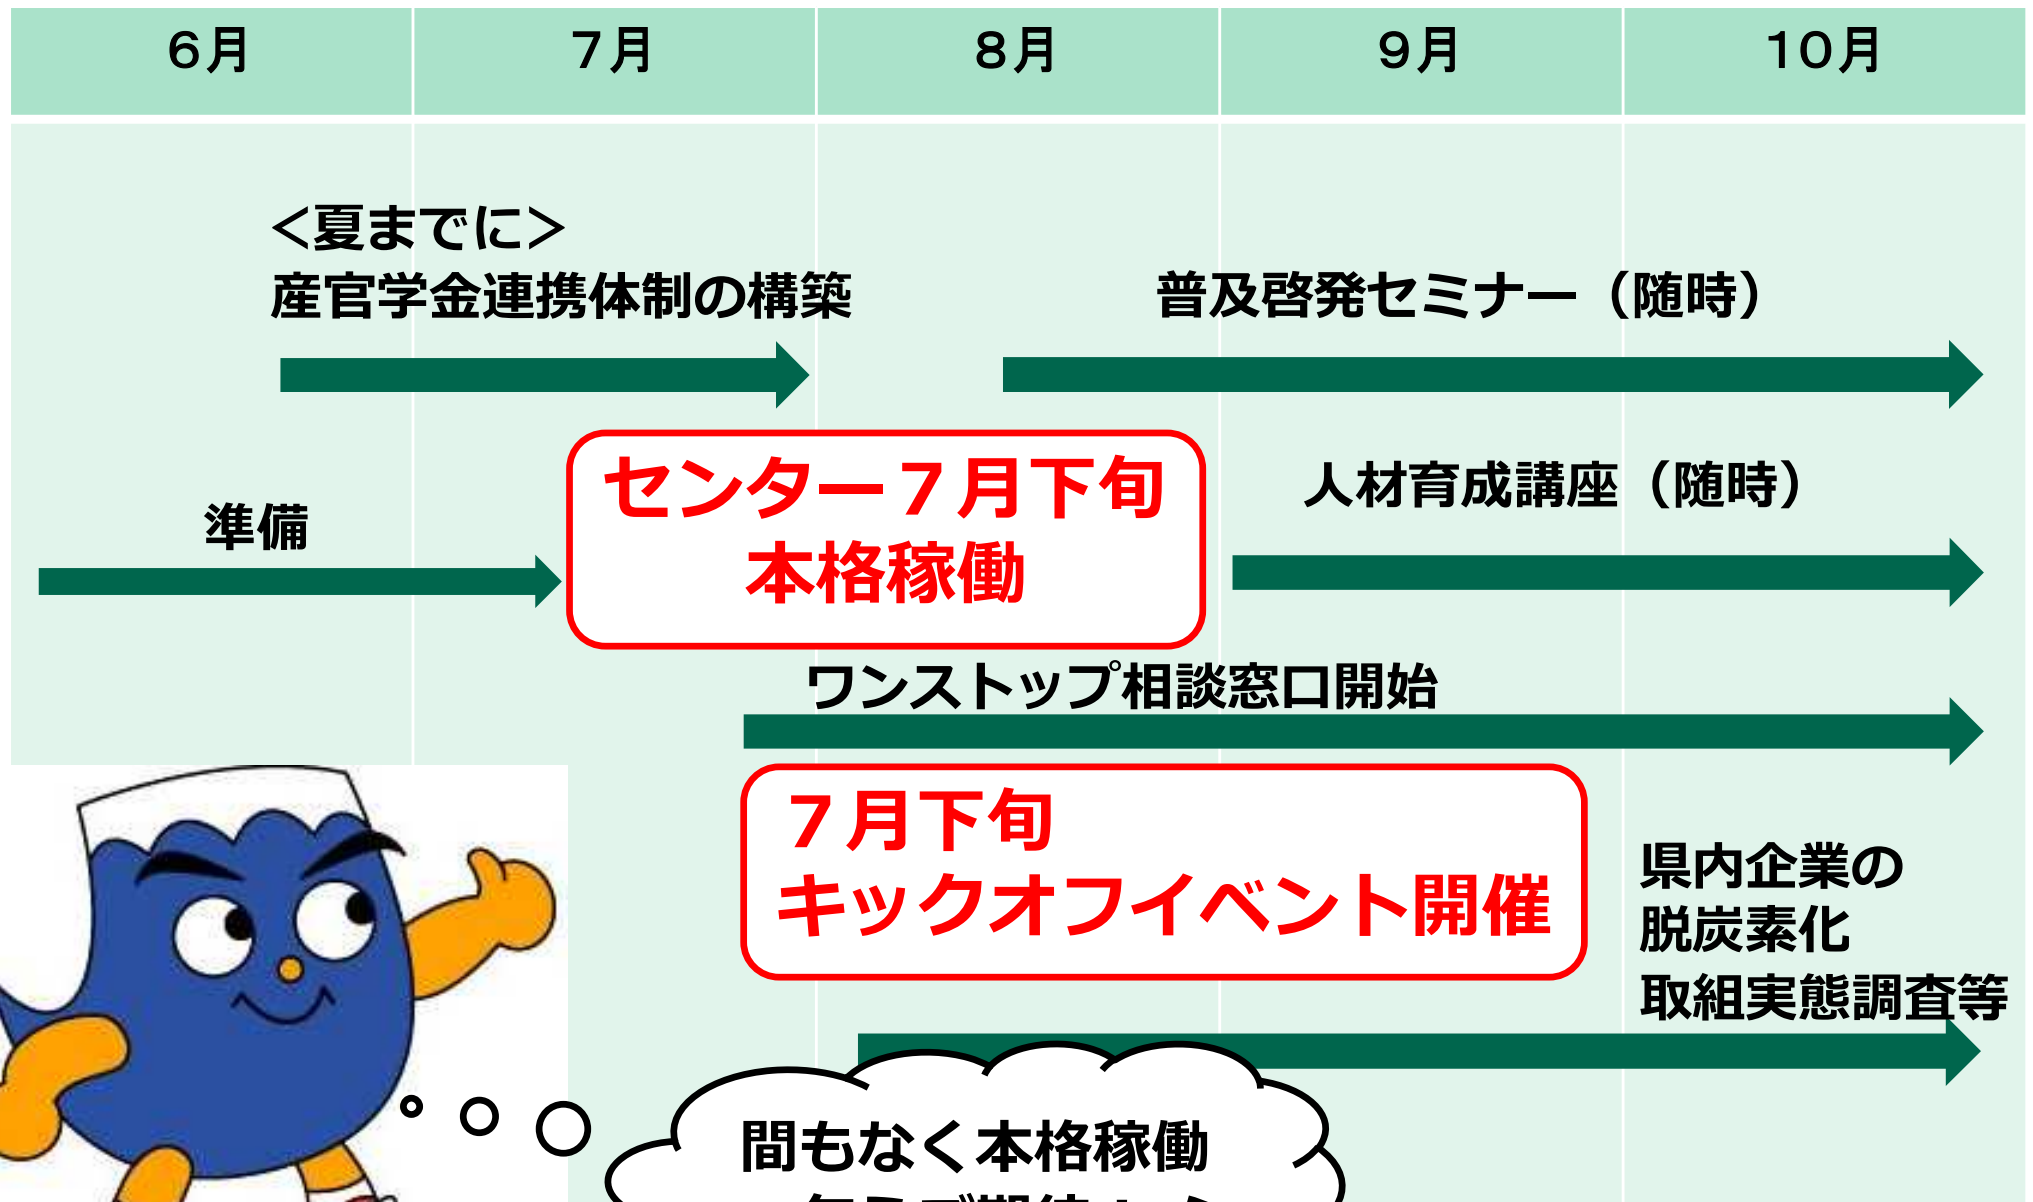 6月
7月
8月
9月
10月
＜夏までに＞
産官学金連携体制の構築
普及啓発セミナー（随時）
センター７月下旬
本格稼働
人材育成講座（随時）
準備
ワンストップ相談窓口開始
７月下旬
キックオフイベント開催
県内企業の
脱炭素化
取組実態調査等
間もなく本格稼働